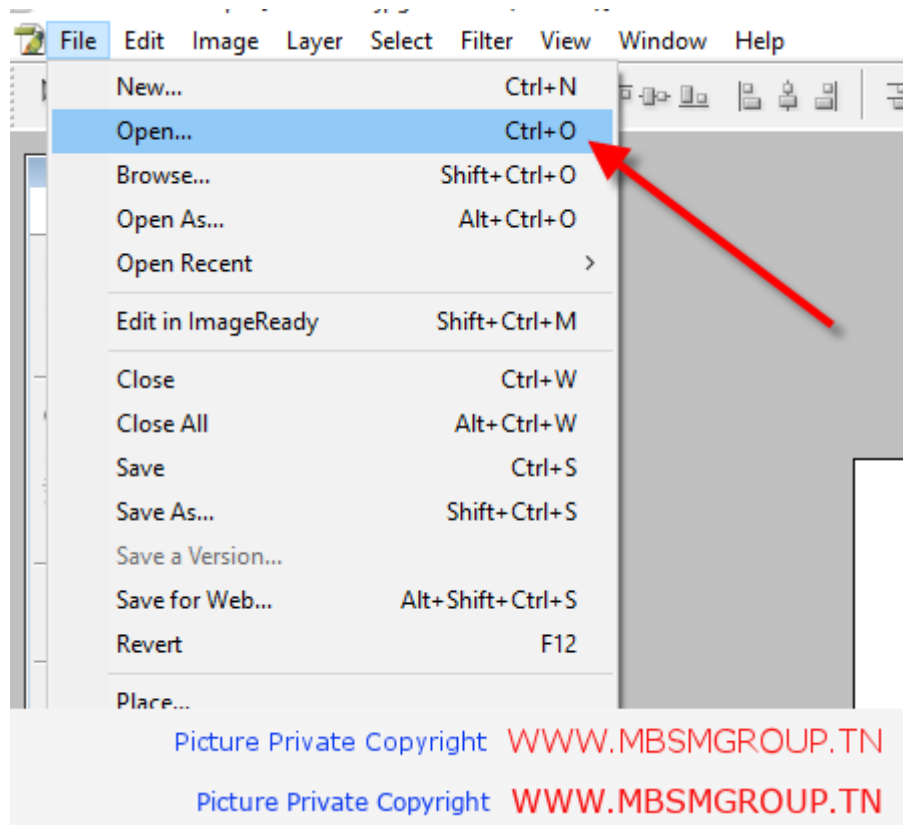 File Edit Image Layer Select Filter View Window Help
New... Ctrl+N
Open... Ctrl+O
Browse... Shift+Ctrl+O
Open As... Alt+Ctrl+O
Open Recent >
Edit in ImageReady Shift+Ctrl+M
Close Ctrl+W
Close All Alt+Ctrl+W
Save Ctrl+S
Save As... Shift+Ctrl+S
Save a Version...
Save for Web... Alt+Shift+Ctrl+S
Revert F12
Place...
Picture Private Copyright WWW.MBSMGROUP.TN
Picture Private Copyright WWW.MBSMGROUP.TN